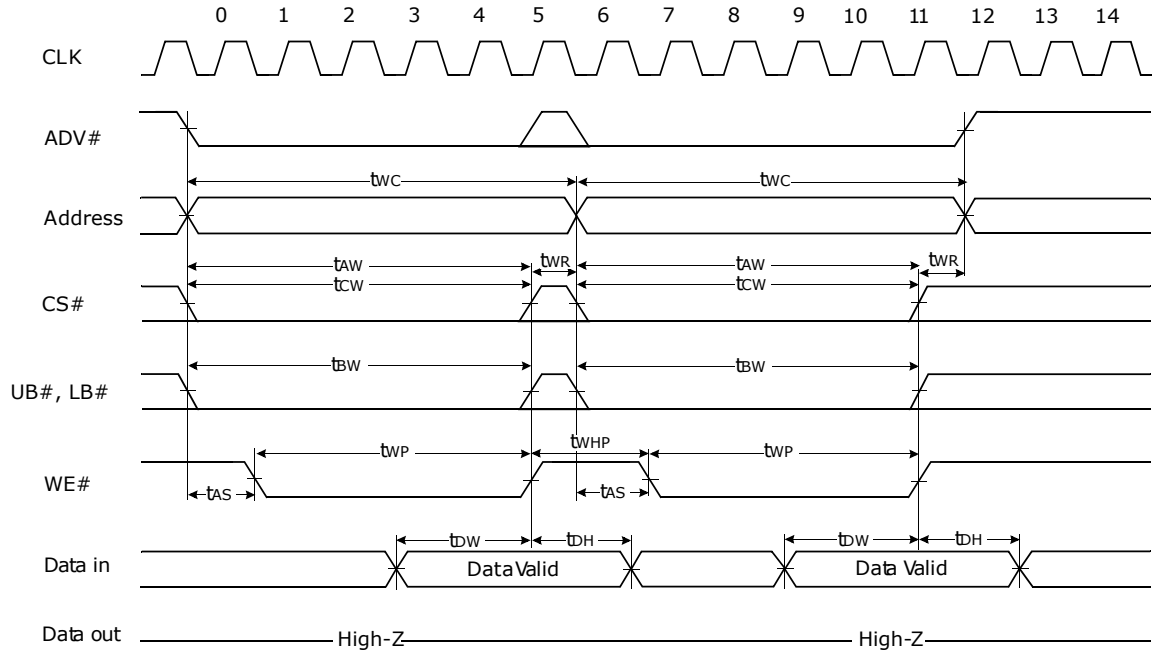 0 1 2 3 4 5 6 7 8 9 10 11 12 13 14
CLK
ADV#
tWC tWC
Address
tAW tWR tAW tWR
tCW tCW
CS#
tBW tBW
UB#, LB#
tWP tWHP tWP
WE#
tAS tAS
tDW tDH tDW tDH
Data in Data Valid Data Valid
Data out High-Z High-Z